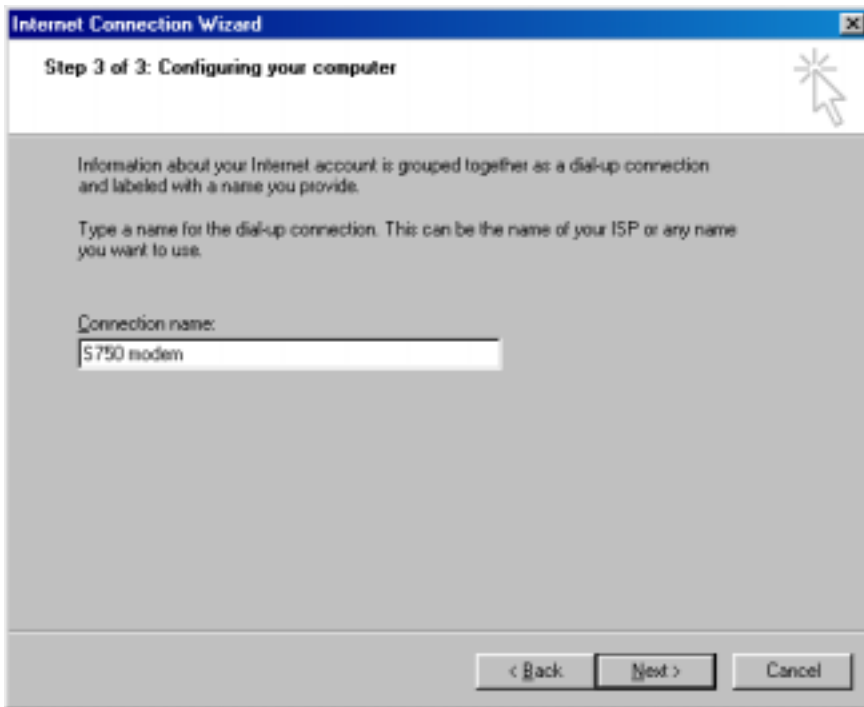 Internet Connection Wizard
Step 3 of 3: Configuring your computer
Information about your Internet account is grouped together as a dial-up connection
and labeled with a name you provide.
Type a name for the dial-up connection. This can be the name of your ISP or any name
you want to use.
Connection name:
S750 modem
< Back
Next >
Cancel